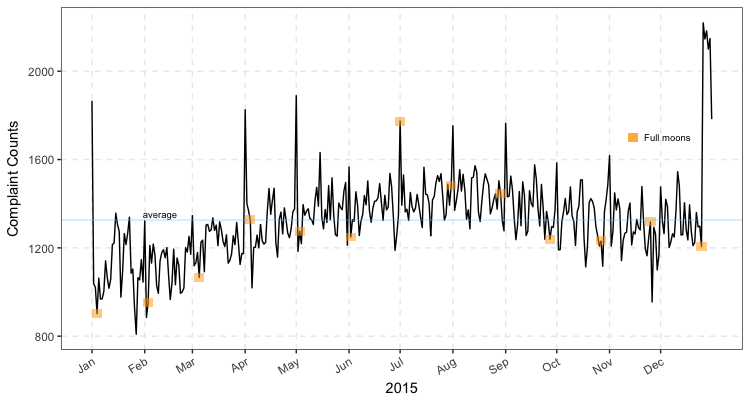 Complaint Counts
2000
1600
1200
800
average
Full moons
Jan
Feb
Mar
Apr
May
Jun
Jul
Aug
Sep
Oct
Nov
Dec
2015